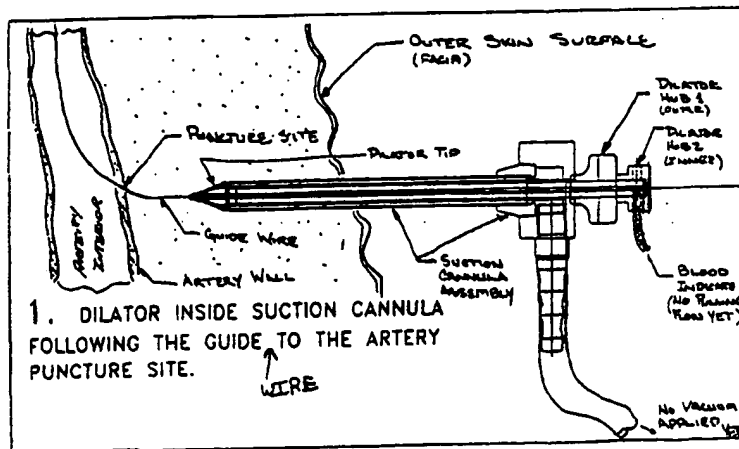 OUTER SKIN SURFACE
(FACIA)
DILATOR
HUB 1
(OUTER)
DILATOR
HUB 2
(INNER)
PUNCTURE SITE
DILATOR TIP
GUIDE WIRE
ARTERY
INTERIOR
ARTERY WALL
SUCTION
CANNULA
ASSEMBLY
BLOOD
(NO
YET)
1. DILATOR INSIDE SUCTION CANNULA
FOLLOWING THE GUIDE TO THE ARTERY
PUNCTURE SITE.
WIRE
NO VACUUM
APPLIED